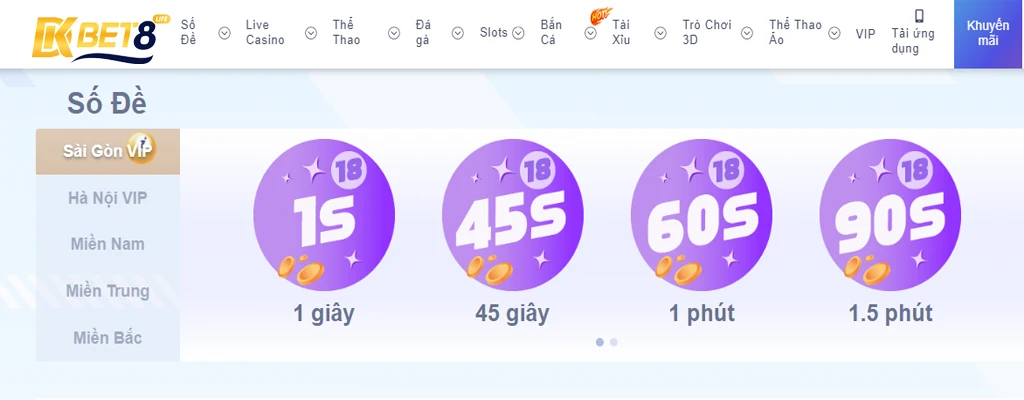 DK BET8 LIFE
Số Đề
Live Casino
Thể Thao
Đá gà
Slots
Bắn Cá
HOT
Tài Xỉu
Trò Chơi 3D
Thể Thao Ảo
VIP
Tải ứng dụng
Khuyến mãi
Số Đề
Sài Gòn VIP
Hà Nội VIP
Miền Nam
Miền Trung
Miền Bắc
18 18 18 18
1S 45S 60S 90S
1 giây 45 giây 1 phút 1.5 phút